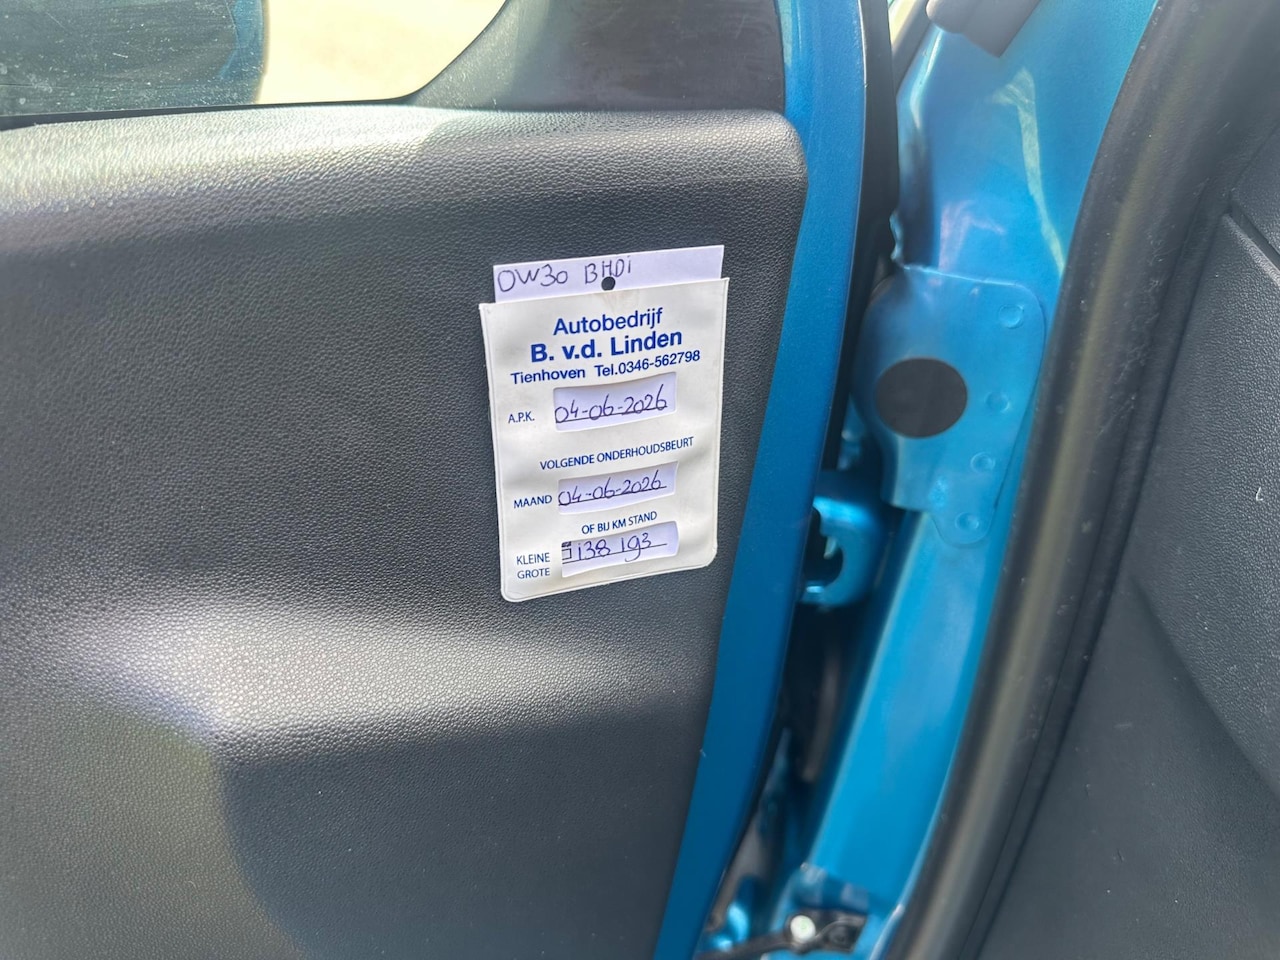 0W30 BHDi
Autobedrijf
B. v.d. Linden
Tienhoven Tel.0346-562798
A.P.K. 04-06-2026
VOLGENDE ONDERHOUDSBEURT
MAAND 04-06-2026
OF BIJ KM STAND
KLEINE 138 193
GROTE